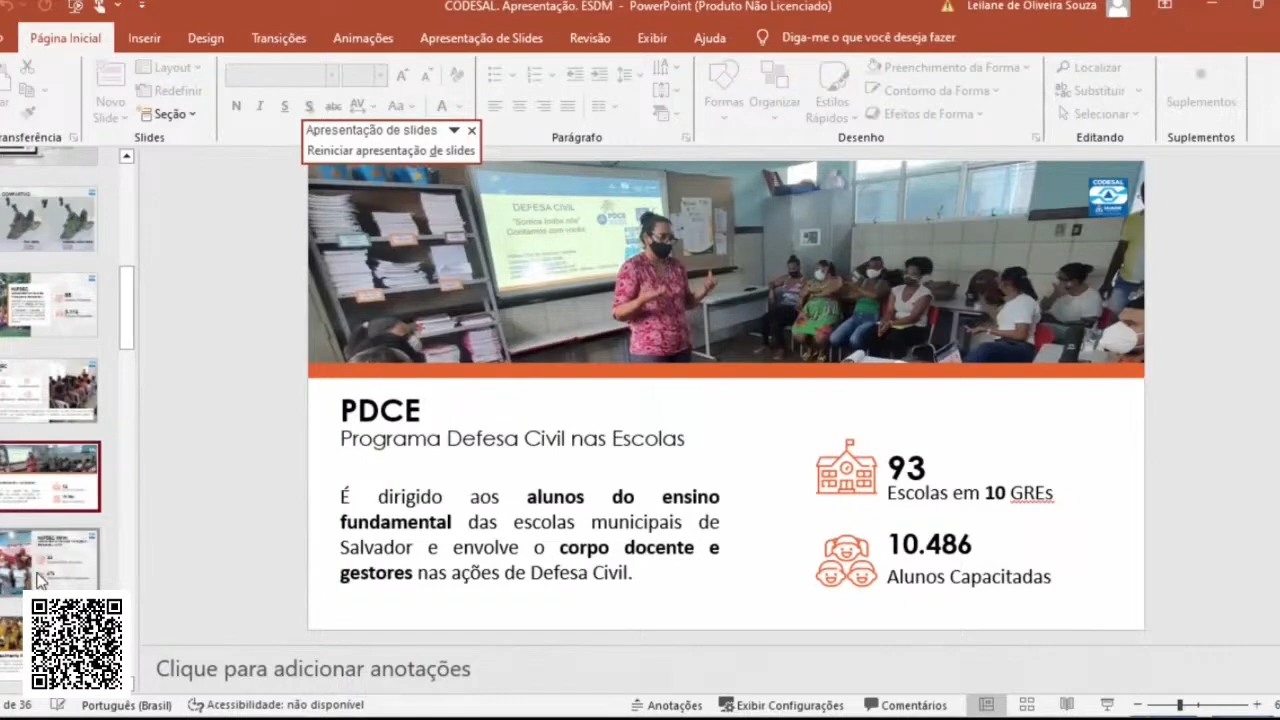 CODESAL. Apresentação. ESDM - PowerPoint (Produto Não Licenciado)
Leilane de Oliveira Souza
Página Inicial
Inserir
Design
Transições
Animações
Apresentação de Slides
Revisão
Exibir
Ajuda
Diga-me o que você deseja fazer
Novo
Slide
Layout
Redefinir
Seção
Formas
Organizar
Estilos
Rápidos
Preenchimento da Forma
Contorno da Forma
Efeitos de Forma
Localizar
Substituir
Selecionar
Suplementos
Slides
Parágrafo
Desenho
Editando
Suplementos
Apresentação de slides
Reiniciar apresentação de slides
DEFESA CIVIL
PDCE
CODESAL
PDCE
Programa Defesa Civil nas Escolas
É dirigido aos alunos do ensino
fundamental das escolas municipais de
Salvador e envolve o corpo docente e
gestores nas ações de Defesa Civil.
93
Escolas em 10 GREs
10.486
Alunos Capacitadas
Clique para adicionar anotações
de 36
Português (Brasil)
Acessibilidade: não disponível
Anotações
Exibir Configurações
Comentários